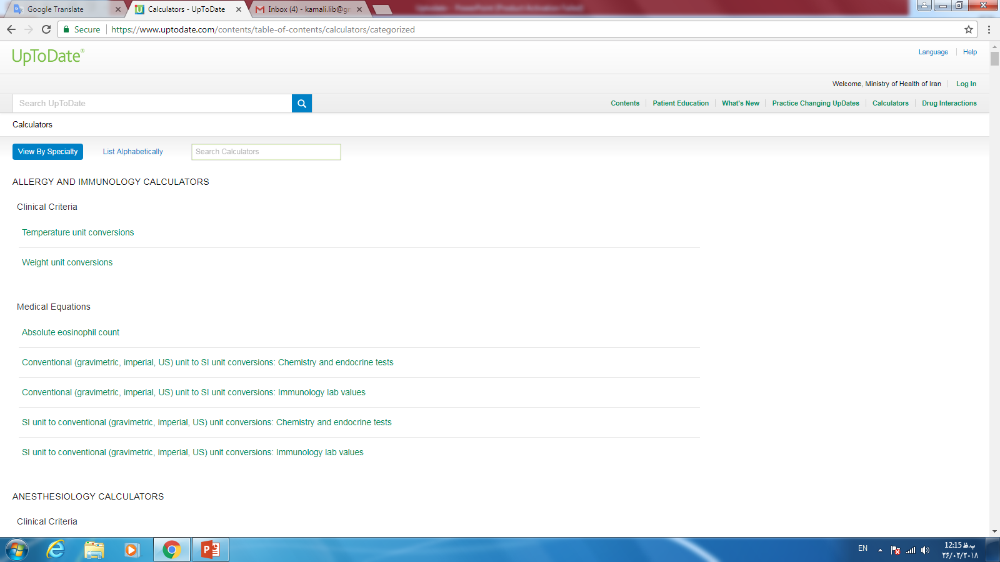 Google Translate
Calculators - UpToDate
Inbox (4) - kamali.lib@gr
Secure
https://www.uptodate.com/contents/table-of-contents/calculators/categorized
UpToDate®
Language
Help
Welcome, Ministry of Health of Iran
Log In
Search UpToDate
Contents
Patient Education
What's New
Practice Changing UpDates
Calculators
Drug Interactions
Calculators
View By Specialty
List Alphabetically
Search Calculators
ALLERGY AND IMMUNOLOGY CALCULATORS
Clinical Criteria
Temperature unit conversions
Weight unit conversions
Medical Equations
Absolute eosinophil count
Conventional (gravimetric, imperial, US) unit to SI unit conversions: Chemistry and endocrine tests
Conventional (gravimetric, imperial, US) unit to SI unit conversions: Immunology lab values
SI unit to conventional (gravimetric, imperial, US) unit conversions: Chemistry and endocrine tests
SI unit to conventional (gravimetric, imperial, US) unit conversions: Immunology lab values
ANESTHESIOLOGY CALCULATORS
Clinical Criteria
EN
12:15 ب.ظ
۲۶/۰۲/۲۰۱۸